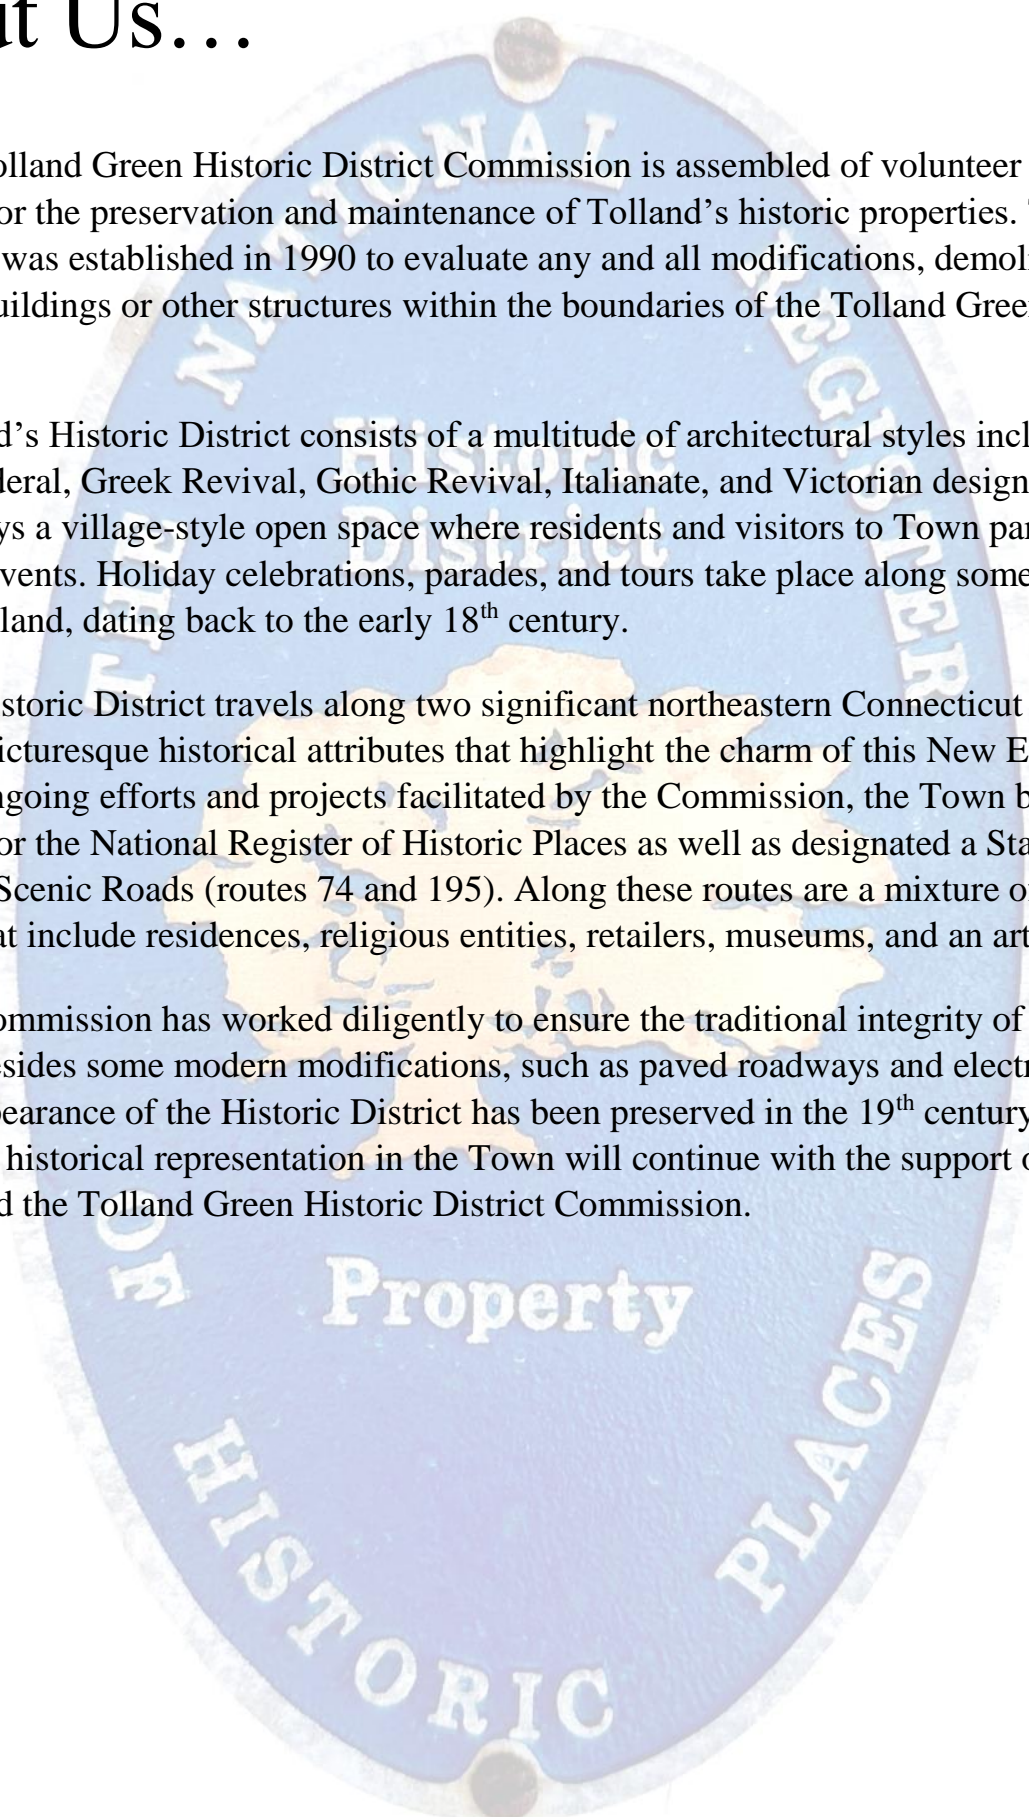 ut Us…
olland Green Historic District Commission is assembled of volunteer
or the preservation and maintenance of Tolland’s historic properties.
was established in 1990 to evaluate any and all modifications, demol
uildings or other structures within the boundaries of the Tolland Gree
d’s Historic District consists of a multitude of architectural styles incl
deral, Greek Revival, Gothic Revival, Italianate, and Victorian design
ys a village-style open space where residents and visitors to Town par
vents. Holiday celebrations, parades, and tours take place along some
land, dating back to the early 18th century.
storic District travels along two significant northeastern Connecticut
icturesque historical attributes that highlight the charm of this New E
ngoing efforts and projects facilitated by the Commission, the Town b
or the National Register of Historic Places as well as designated a Sta
Scenic Roads (routes 74 and 195). Along these routes are a mixture of
at include residences, religious entities, retailers, museums, and an art
ommission has worked diligently to ensure the traditional integrity of
esides some modern modifications, such as paved roadways and electr
pearance of the Historic District has been preserved in the 19th century
historical representation in the Town will continue with the support o
d the Tolland Green Historic District Commission.
THE NATIONAL REGISTER
Historic
District
Property
OF HISTORIC PLACES